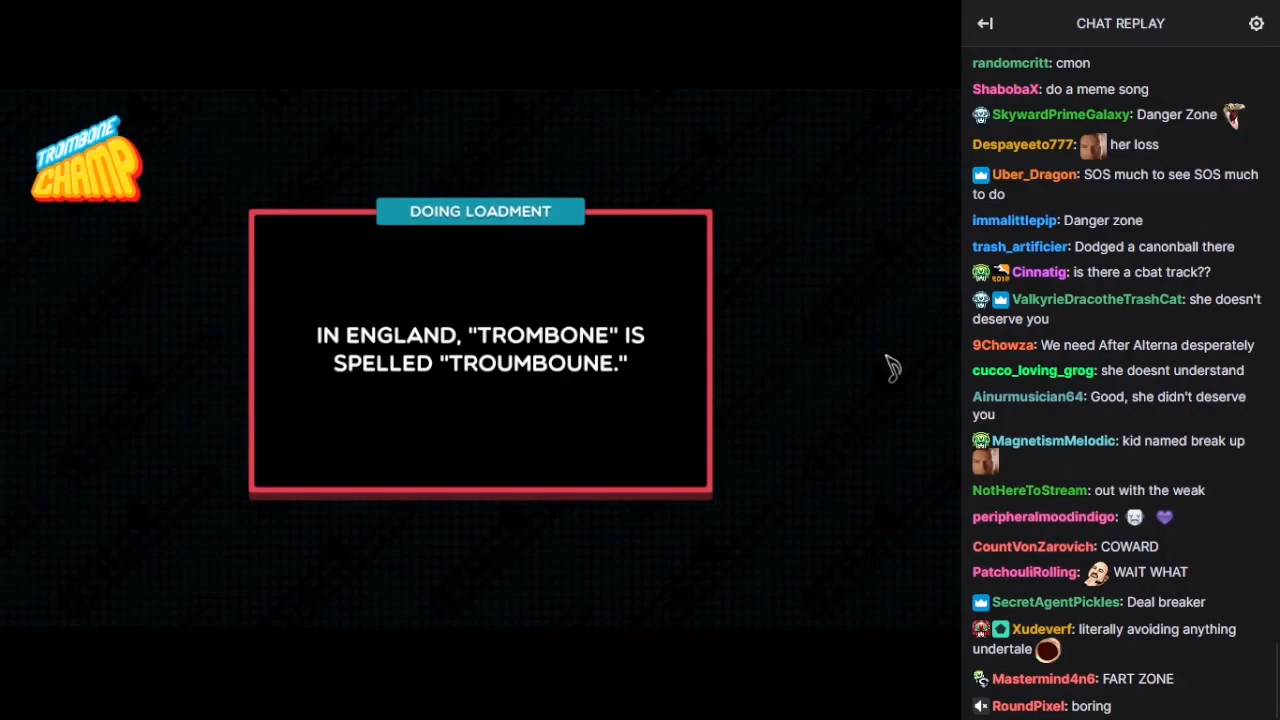 TROMBONE
CHAMP
DOING LOADMENT
IN ENGLAND, "TROMBONE" IS
SPELLED "TROUMBOUNE."
CHAT REPLAY
randomcritt: cmon
ShabobaX: do a meme song
SkywardPrimeGalaxy: Danger Zone
Despayeeto777: her loss
Uber_Dragon: SOS much to see SOS much
to do
immalittlepip: Danger zone
trash_artificier: Dodged a canonball there
Cinnatig: is there a cbat track??
ValkyrieDracotheTrashCat: she doesn't
deserve you
9Chowza: We need After Alterna desperately
cucco_loving_grog: she doesnt understand
Ainurmusician64: Good, she didn't deserve
you
MagnetismMelodic: kid named break up
NotHereToStream: out with the weak
peripheralmoodindigo:
CountVonZarovich: COWARD
PatchouliRolling: WAIT WHAT
SecretAgentPickles: Deal breaker
Xudeverf: literally avoiding anything
undertale
Mastermind4n6: FART ZONE
RoundPixel: boring